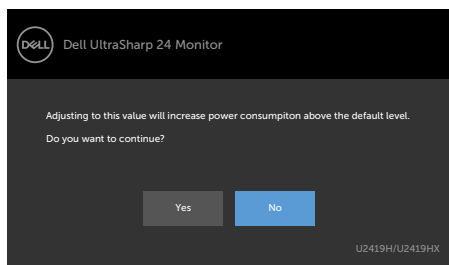 DELL Dell UltraSharp 24 Monitor
Adjusting to this value will increase power consumpiton above the default level.
Do you want to continue?
Yes No
U2419H/U2419HX